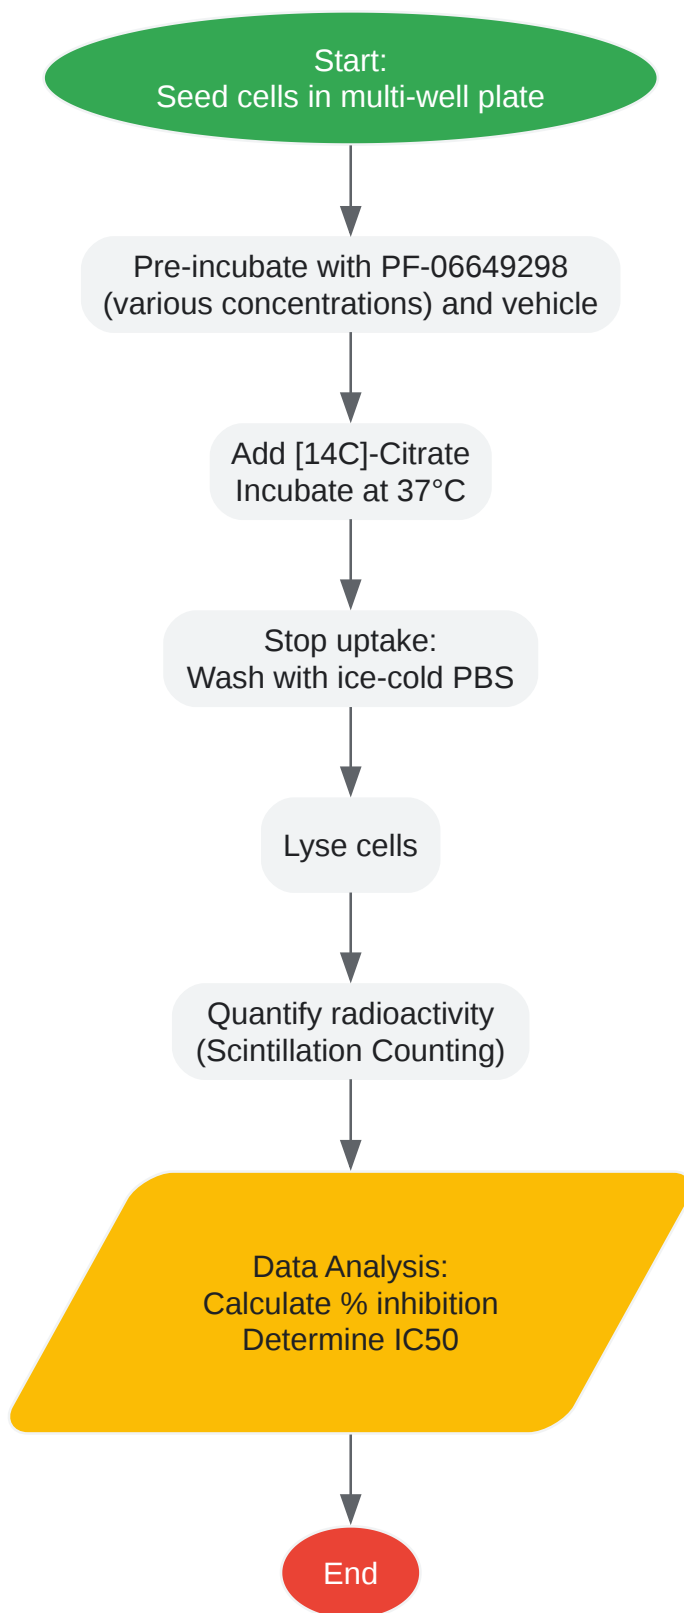 Start:
Seed cells in multi-well plate
Pre-incubate with PF-06649298
(various concentrations) and vehicle
Add [14C]-Citrate
Incubate at 37°C
Stop uptake:
Wash with ice-cold PBS
Lyse cells
Quantify radioactivity
(Scintillation Counting)
Data Analysis:
Calculate % inhibition
Determine IC50
End